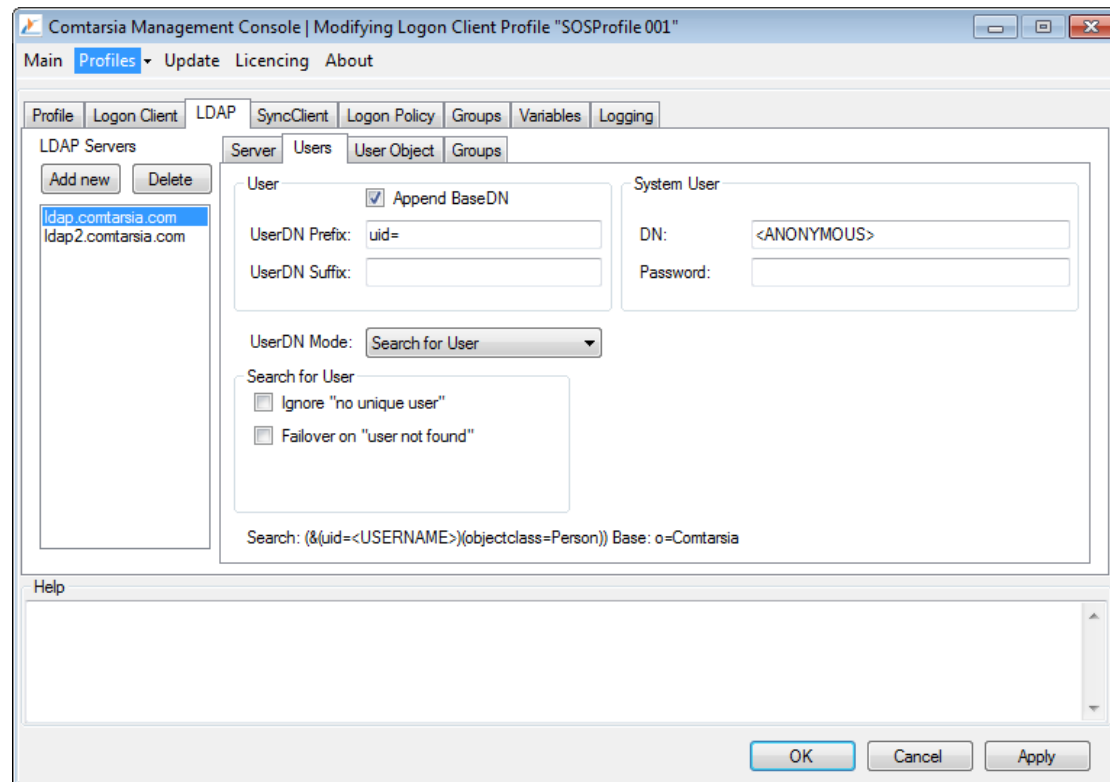 Comtarsia Management Console | Modifying Logon Client Profile "SOSProfile 001"
Main Profiles Update Licencing About
Profile Logon Client LDAP SyncClient Logon Policy Groups Variables Logging
LDAP Servers
Add new Delete
ldap.comtarsia.com
ldap2.comtarsia.com
Server Users User Object Groups
User
Append BaseDN
UserDN Prefix: uid=
UserDN Suffix:
System User
DN: <ANONYMOUS>
Password:
UserDN Mode: Search for User
Search for User
Ignore "no unique user"
Failover on "user not found"
Search: (&(uid=<USERNAME>)(objectclass=Person)) Base: o=Comtarsia
Help
OK Cancel Apply